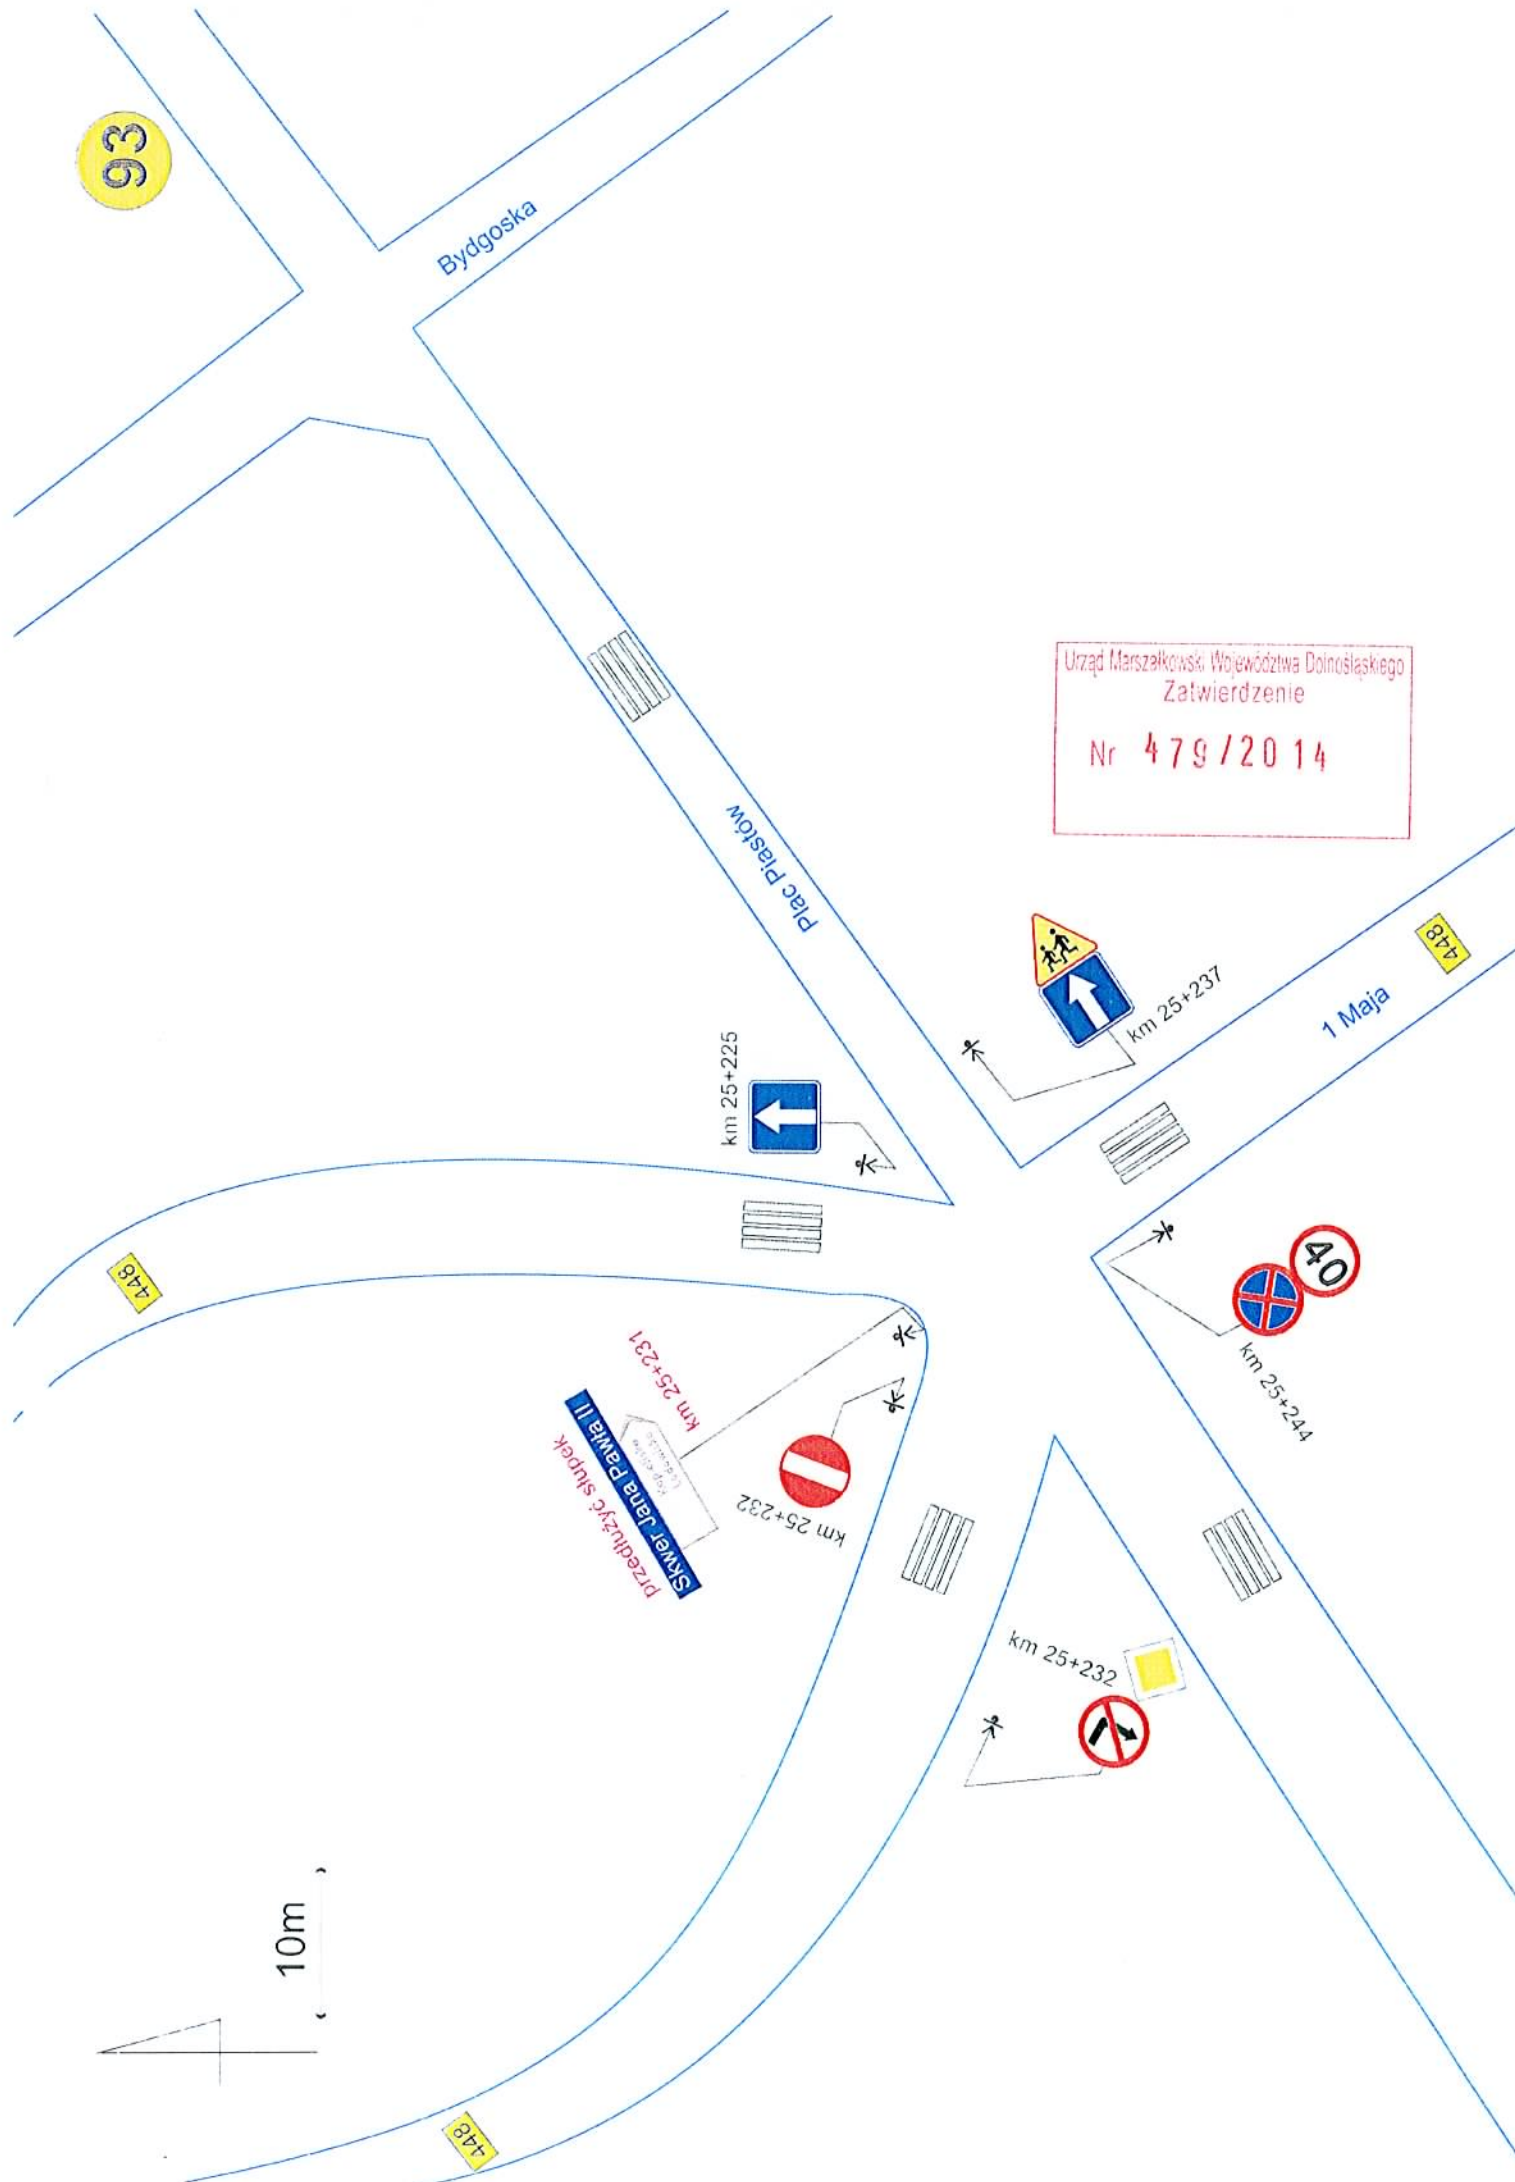 93
Bydgoska
Urząd Marszałkowski Województwa Dolnośląskiego
Zatwierdzenie
Nr 479/2014
Plac Piastów
448
km 25+237
1 Maja
km 25+225
448
40
km 25+244
km 25+231
Skwer Jana Pawła II
przedłużyć słupek
km 25+232
km 25+232
10m
448